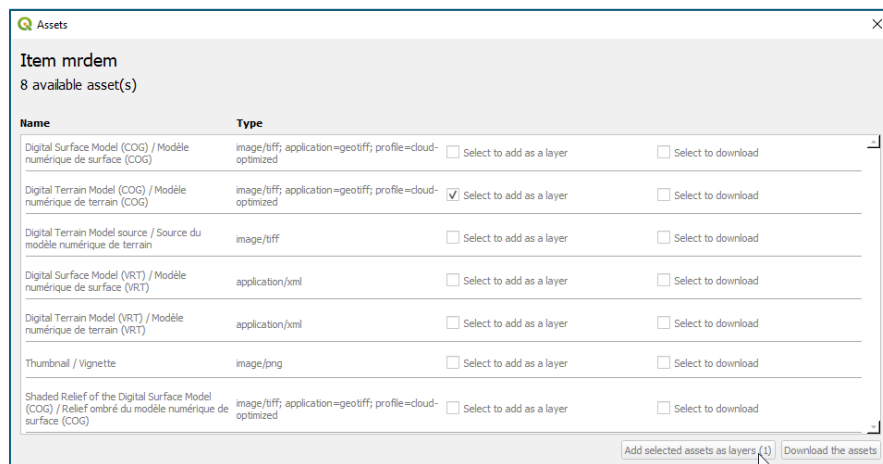 Assets
Item mrdem
8 available asset(s)
Name Type
Digital Surface Model (COG) / Modèle
numérique de surface (COG)
image/tiff; application=geotiff; profile=cloud-
optimized
Select to add as a layer Select to download
Digital Terrain Model (COG) / Modèle
numérique de terrain (COG)
image/tiff; application=geotiff; profile=cloud-
optimized
Select to add as a layer Select to download
Digital Terrain Model source / Source du
modèle numérique de terrain
image/tiff
Select to add as a layer Select to download
Digital Surface Model (VRT) / Modèle
numérique de surface (VRT)
application/xml
Select to add as a layer Select to download
Digital Terrain Model (VRT) / Modèle
numérique de terrain (VRT)
application/xml
Select to add as a layer Select to download
Thumbnail / Vignette image/png Select to add as a layer Select to download
Shaded Relief of the Digital Surface Model
(COG) / Relief ombré du modèle numérique de
surface (COG)
image/tiff; application=geotiff; profile=cloud-
optimized
Select to add as a layer Select to download
Add selected assets as layers (1) Download the assets